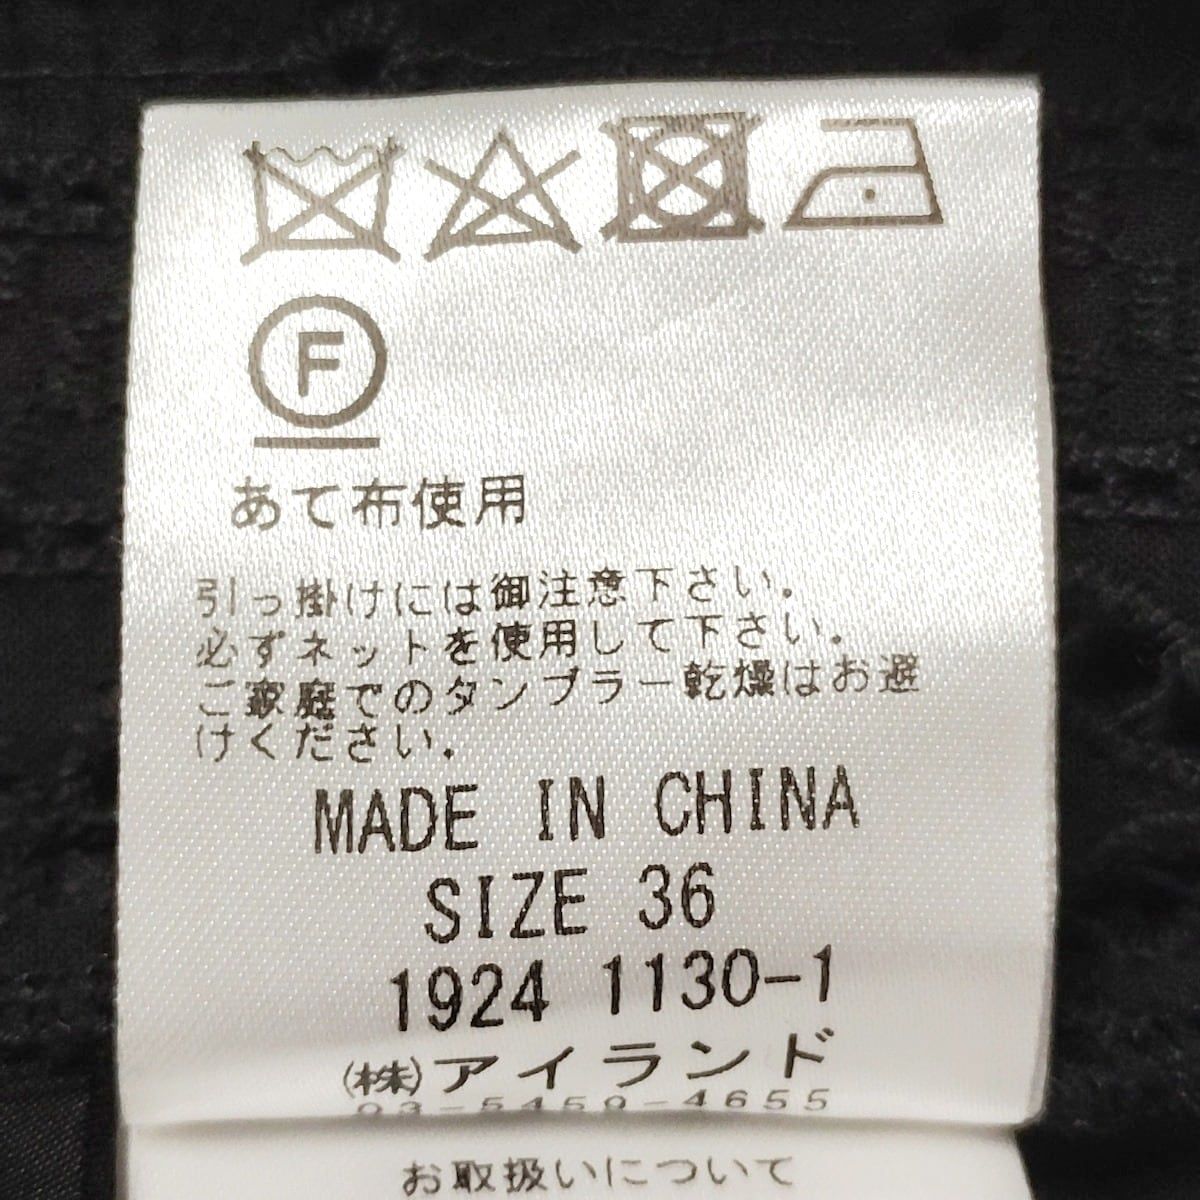 F
あて布使用
引っ掛けには御注意下さい。
必ずネットを使用して下さい。
ご家庭でのタンブラー乾燥はお避
けください。
MADE IN CHINA
SIZE 36
1924 1130-1
(株)アイランド
03-5459-4655
お取扱いについて